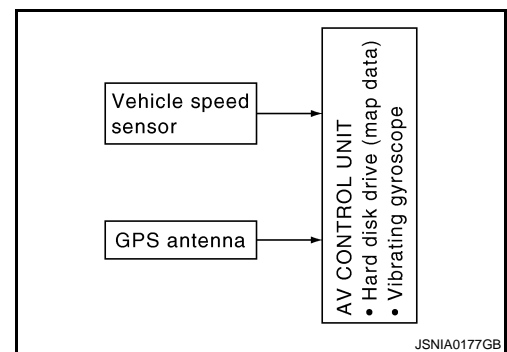 Vehicle speed
sensor
GPS antenna
AV CONTROL UNIT
• Hard disk drive (map data)
• Vibrating gyroscope
JSNIA0177GB